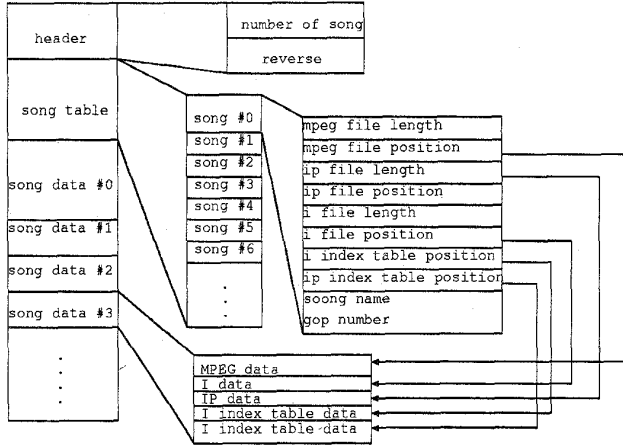 header
number of song
reverse
song table
song #0
song #1
song #2
song #3
song #4
song #5
song #6
.
.
.
mpeg file length
mpeg file position
ip file length
ip file position
i file length
i file position
i index table position
ip index table position
soong name
gop number
song data #0
song data #1
song data #2
song data #3
.
.
.
.
MPEG data
I data
IP data
I index table data
I index table data